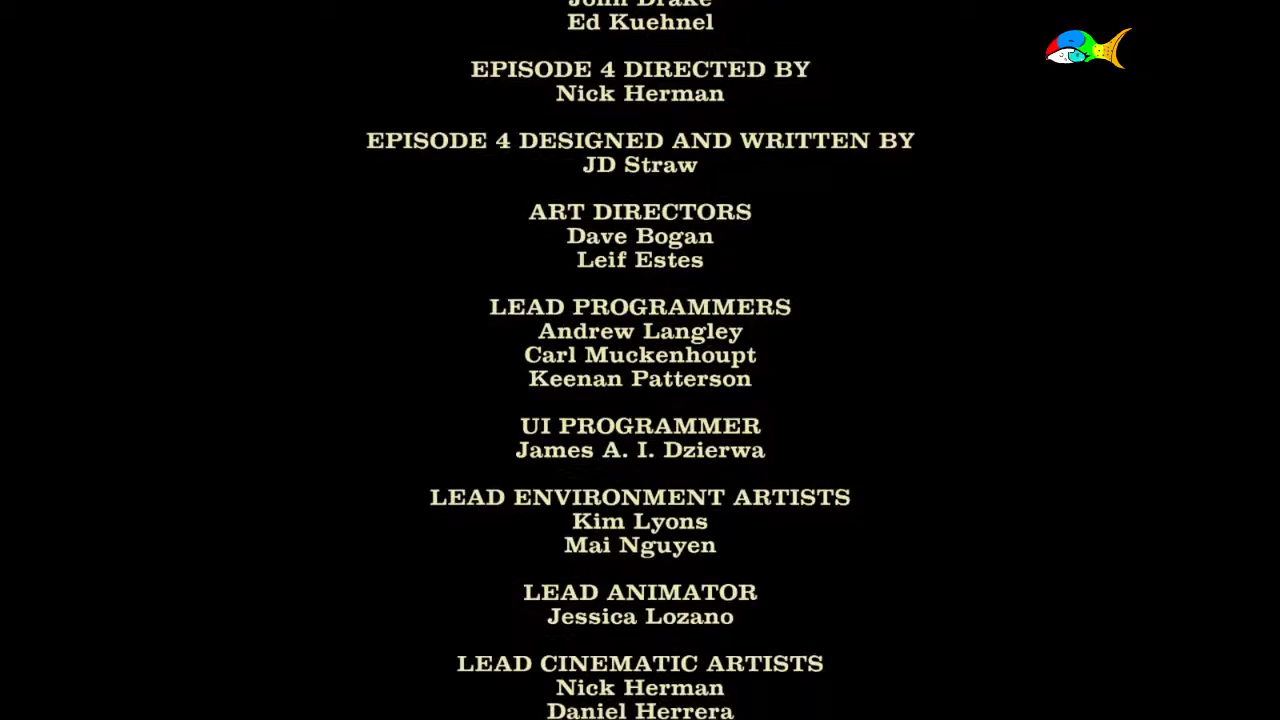 John Drake
Ed Kuehnel
EPISODE 4 DIRECTED BY
Nick Herman
EPISODE 4 DESIGNED AND WRITTEN BY
JD Straw
ART DIRECTORS
Dave Bogan
Leif Estes
LEAD PROGRAMMERS
Andrew Langley
Carl Muckenhoupt
Keenan Patterson
UI PROGRAMMER
James A. I. Dzierwa
LEAD ENVIRONMENT ARTISTS
Kim Lyons
Mai Nguyen
LEAD ANIMATOR
Jessica Lozano
LEAD CINEMATIC ARTISTS
Nick Herman
Daniel Herrera